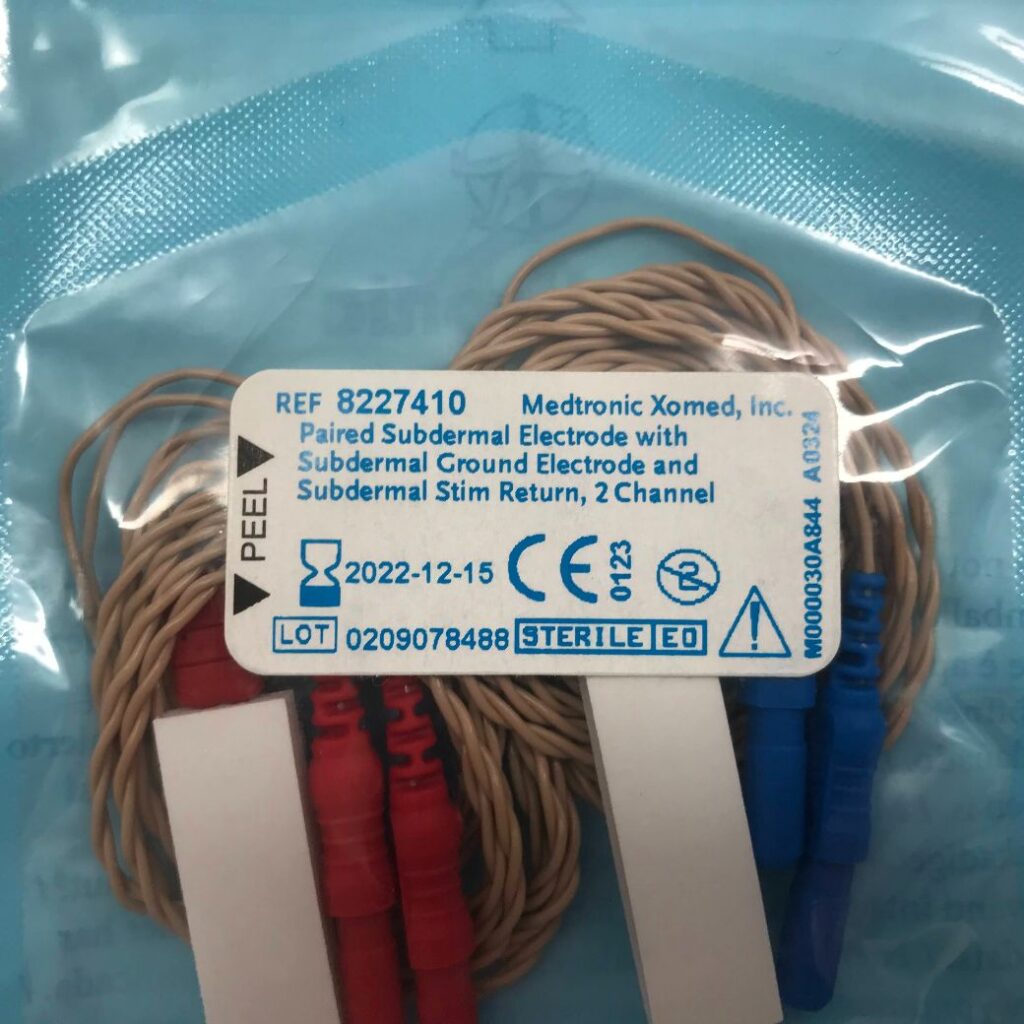 REF 8227410 Medtronic Xomed, Inc.
Paired Subdermal Electrode with
Subdermal Ground Electrode and
Subdermal Stim Return, 2 Channel
PEEL
2022-12-15 CE 0123 2
LOT 0209078488 STERILE EO
M000030A844 A0324